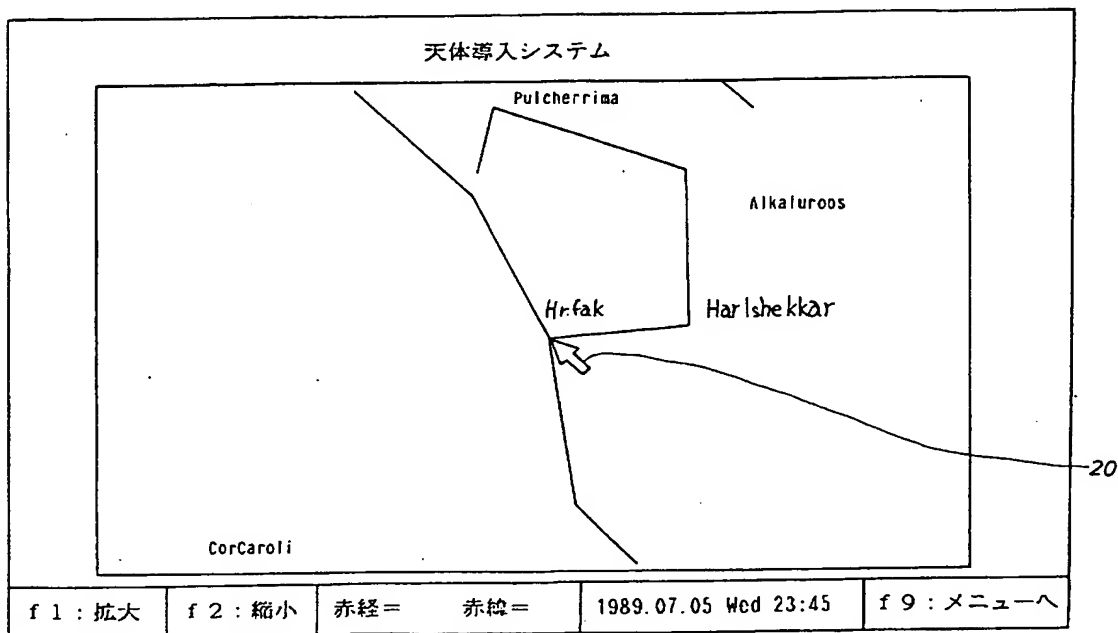 天体導入システム
Pulcherrima
Alkaluroos
Hr.fak
Harlshekkar
20
CorCaroli
f 1 : 拡大
f 2 : 縮小
赤経=
赤緯=
1989.07.05 Wed 23:45
f 9 : メニューへ